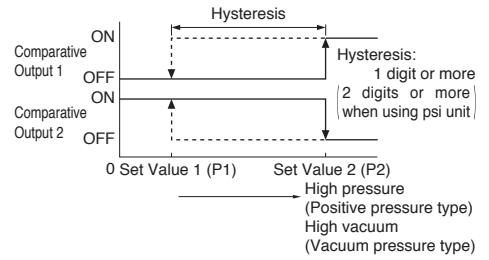 Hysteresis
ON
Comparative
Output 1
OFF
Hysteresis:
1 digit or more
(2 digits or more
when using psi unit)
ON
Comparative
Output 2
OFF
0 Set Value 1 (P1) Set Value 2 (P2)
High pressure
(Positive pressure type)
High vacuum
(Vacuum pressure type)